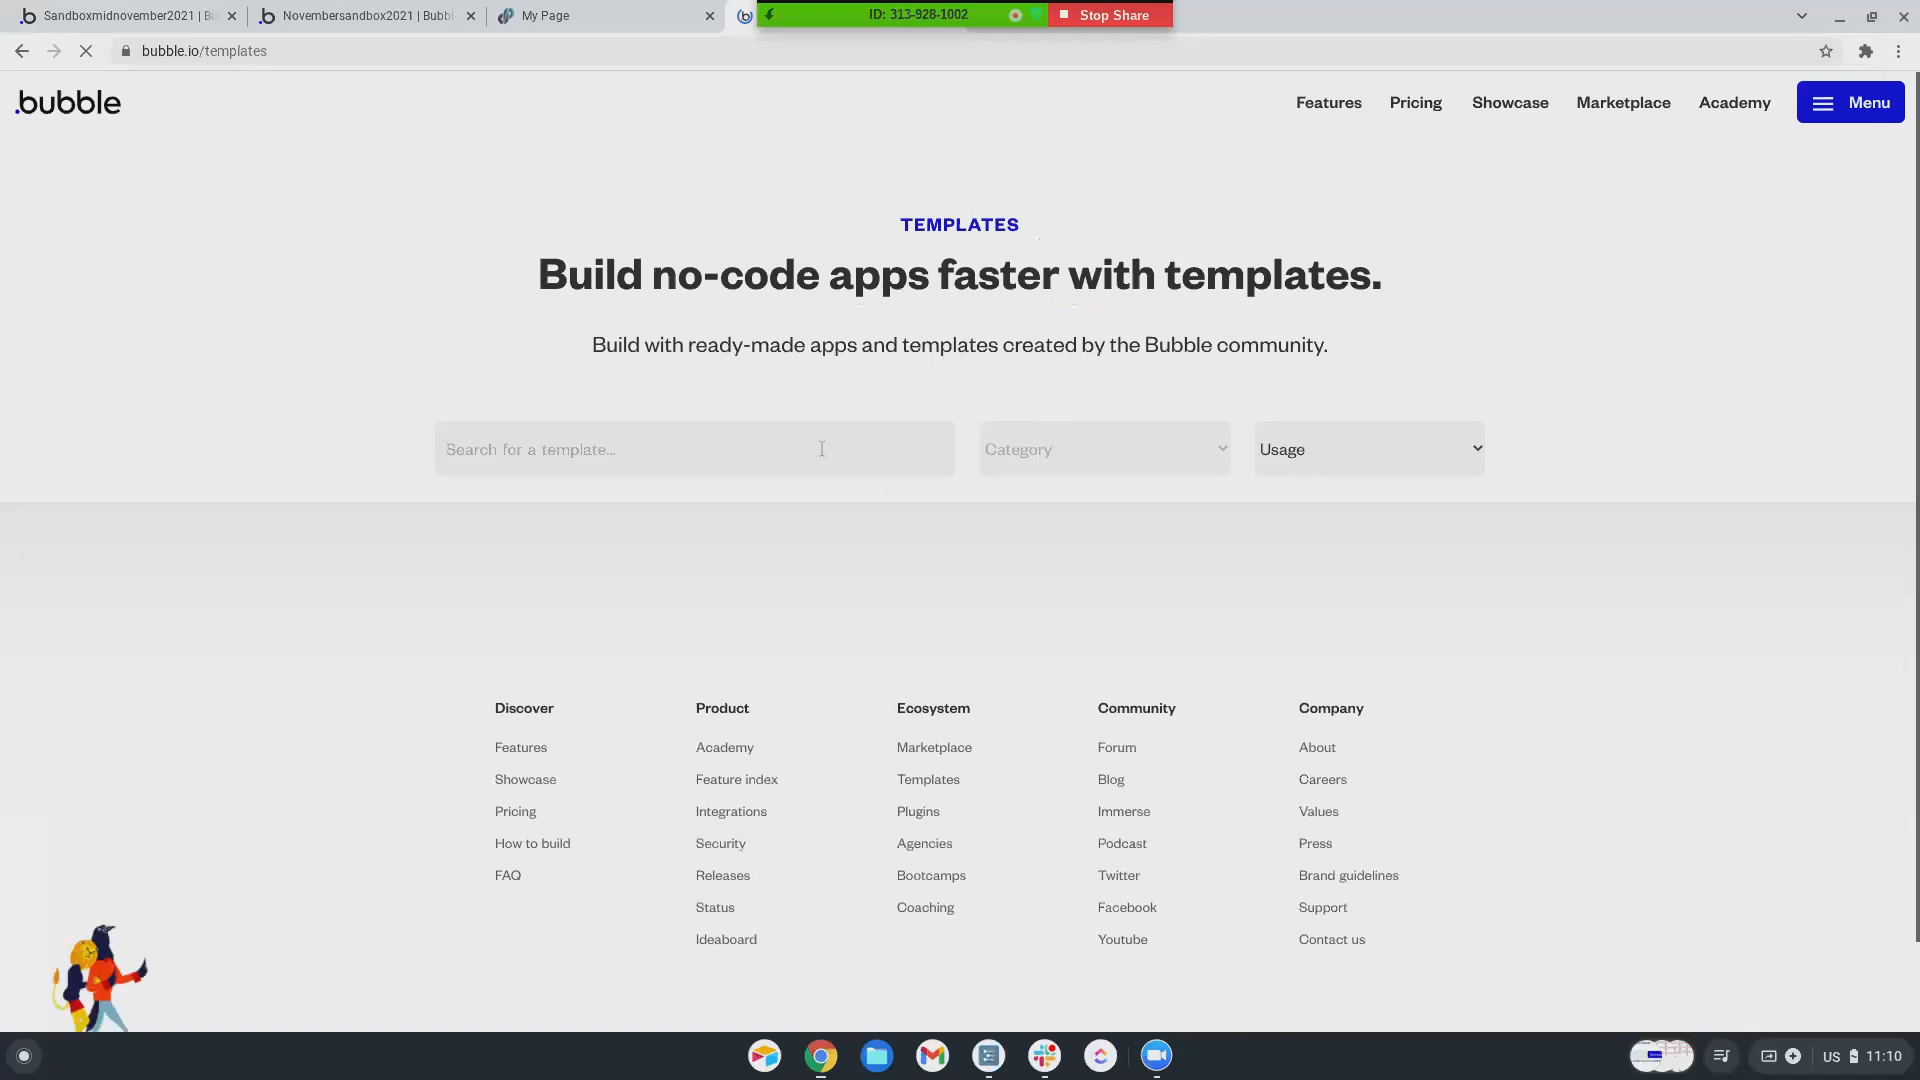 Sandboxmidnovember2021 | Bu
Novembersandbox2021 | Bubbl
My Page
ID: 313-928-1002
Stop Share
bubble.io/templates
.bubble
Features
Pricing
Showcase
Marketplace
Academy
Menu
TEMPLATES
Build no-code apps faster with templates.
Build with ready-made apps and templates created by the Bubble community.
Search for a template...
Category
Usage
Discover
Features
Showcase
Pricing
How to build
FAQ
Product
Academy
Feature index
Integrations
Security
Releases
Status
Ideaboard
Ecosystem
Marketplace
Templates
Plugins
Agencies
Bootcamps
Coaching
Community
Forum
Blog
Immerse
Podcast
Twitter
Facebook
Youtube
Company
About
Careers
Values
Press
Brand guidelines
Support
Contact us
US
11:10